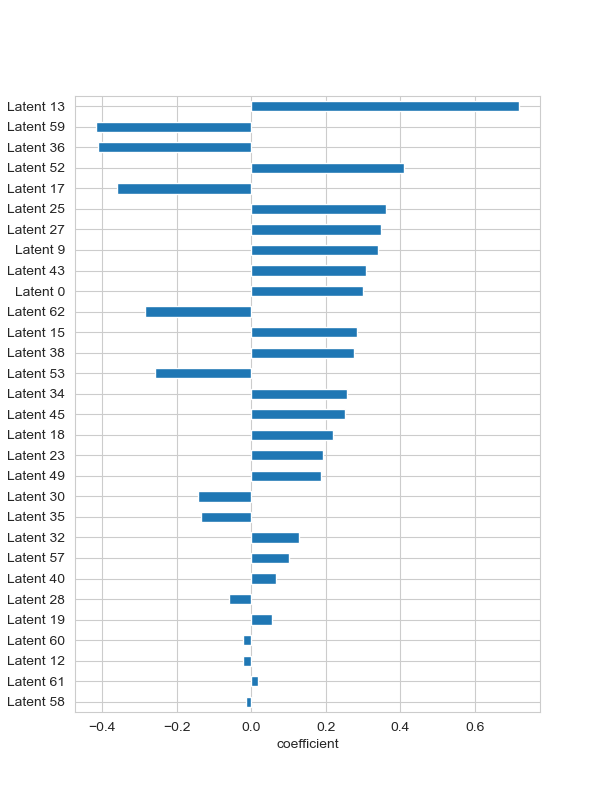 Latent 13
Latent 59
Latent 36
Latent 52
Latent 17
Latent 25
Latent 27
Latent 9
Latent 43
Latent 0
Latent 62
Latent 15
Latent 38
Latent 53
Latent 34
Latent 45
Latent 18
Latent 23
Latent 49
Latent 30
Latent 35
Latent 32
Latent 57
Latent 40
Latent 28
Latent 19
Latent 60
Latent 12
Latent 61
Latent 58
−0.4 −0.2 0.0 0.2 0.4 0.6
coefficient